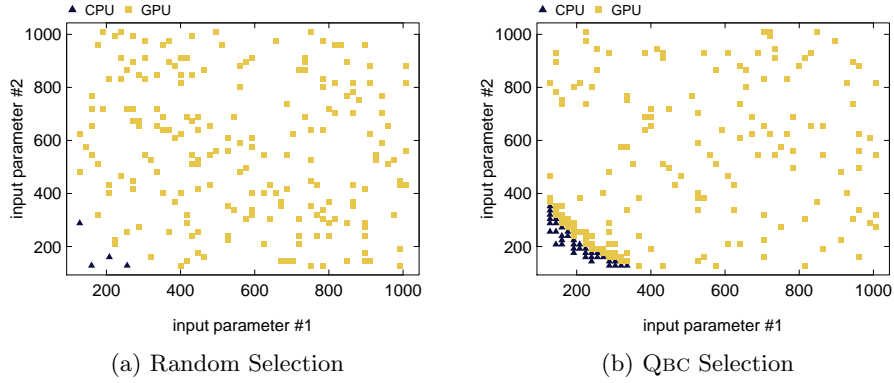 CPU GPU
1000
800
600
400
200
input parameter #2
200 400 600 800 1000
input parameter #1
(a) Random Selection
CPU GPU
1000
800
600
400
200
input parameter #2
200 400 600 800 1000
input parameter #1
(b) QBC Selection